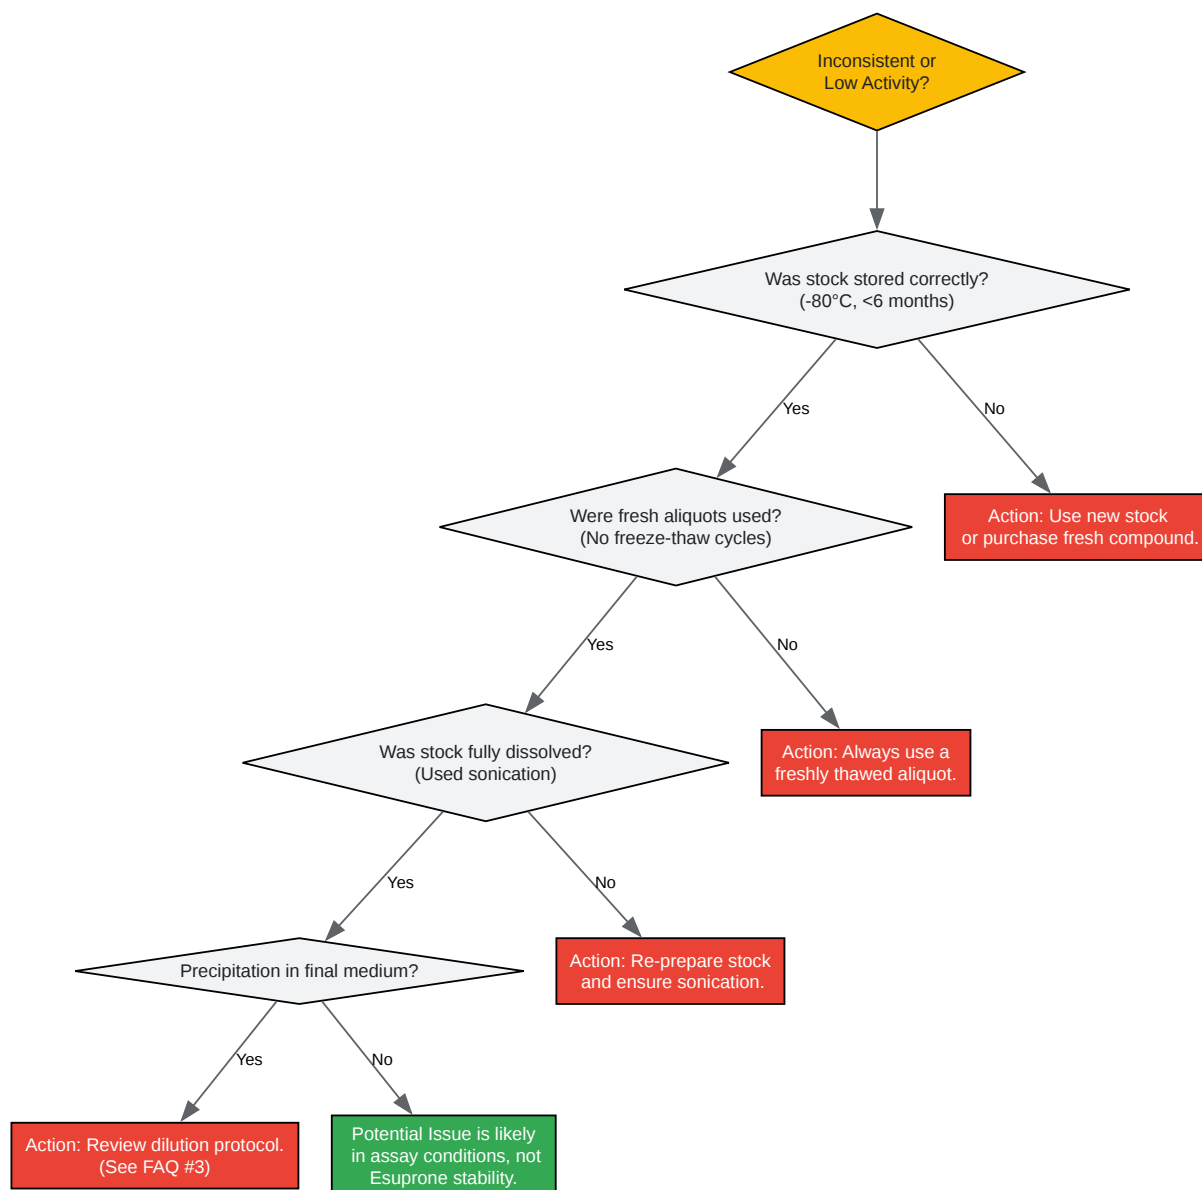 Inconsistent or
Low Activity?
Was stock stored correctly?
(-80°C, <6 months)
Yes
No
Were fresh aliquots used?
(No freeze-thaw cycles)
Action: Use new stock
or purchase fresh compound.
Yes
No
Was stock fully dissolved?
(Used sonication)
Action: Always use a
freshly thawed aliquot.
Yes
No
Precipitation in final medium?
Action: Re-prepare stock
and ensure sonication.
Yes
No
Action: Review dilution protocol.
(See FAQ #3)
Potential Issue is likely
in assay conditions, not
Esuprone stability.